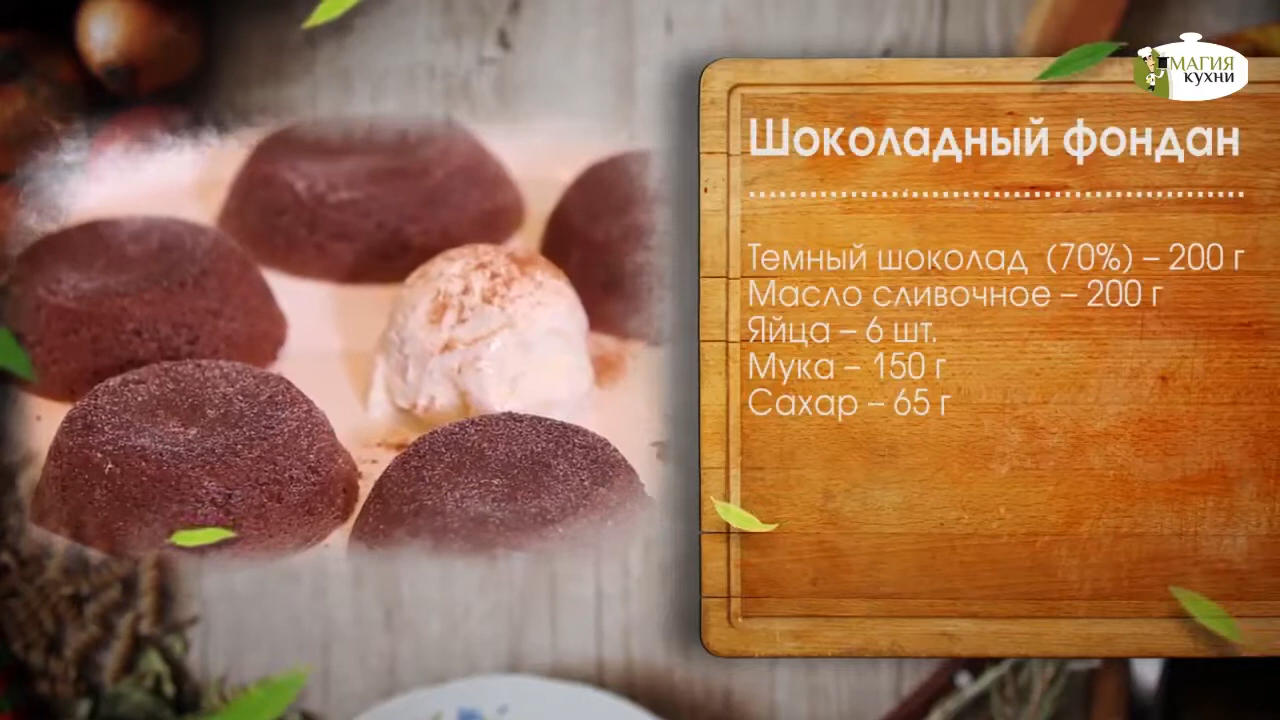 МАГИЯ
КУХНИ
Шоколадный фондан
Темный шоколад (70%) – 200 г
Масло сливочное – 200 г
Яйца – 6 шт.
Мука – 150 г
Сахар – 65 г